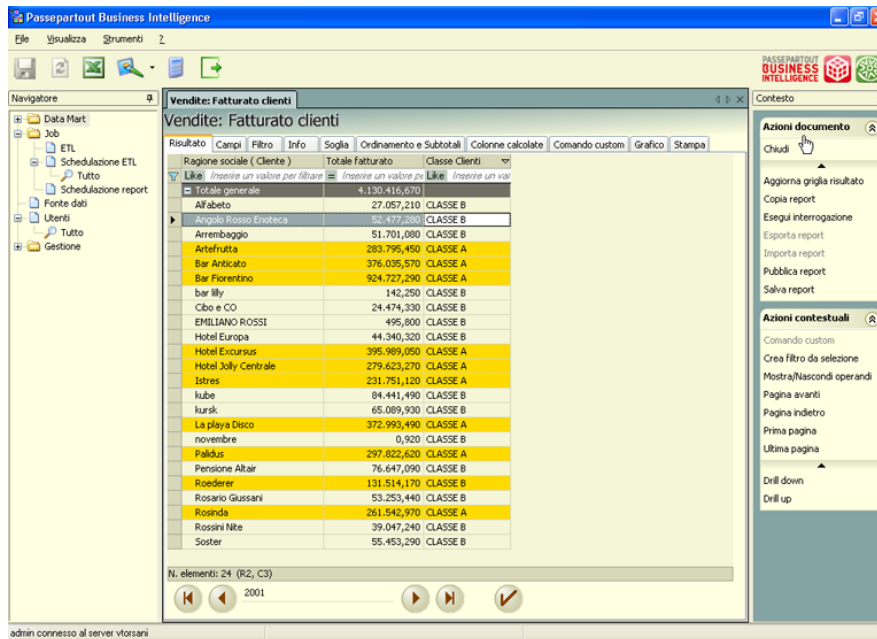 Passepartout Business Intelligence
File Visualizza Strumenti ?
PASSEPARTOUT
BUSINESS
INTELLIGENCE
Navigatore
Data Mart
Job
ETL
Schedulazione ETL
Tutto
Schedulazione report
Fonte dati
Utenti
Tutto
Gestione
Vendite: Fatturato clienti
Vendite: Fatturato clienti
Risultato Campi Filtro Info Soglia Ordinamento e Subtotali Colonne calcolate Comando custom Grafico Stampa
Ragione sociale ( Cliente ) Totale fatturato Classe Clienti
Like Inserire un valore per filtrare = Inserire un valore pe Like Inserire un val
Totale generale 4.130.416,670
Alfabeto 27.057,210 CLASSE B
Angolo Rosso Enoteca 52.477,280 CLASSE B
Arrembaggio 51.701,080 CLASSE B
Artefrutta 283.795,450 CLASSE A
Bar Anticato 376.035,570 CLASSE A
Bar Fiorentino 924.727,290 CLASSE A
bar lilly 142,250 CLASSE B
Cibo e CO 24.474,330 CLASSE B
EMILIANO ROSSI 495,800 CLASSE B
Hotel Europa 44.340,320 CLASSE B
Hotel Excursus 395.989,050 CLASSE A
Hotel Jolly Centrale 279.623,270 CLASSE A
Istres 231.751,120 CLASSE A
kube 84.441,490 CLASSE B
kursk 65.089,930 CLASSE B
La playa Disco 372.993,490 CLASSE A
novembre 0,920 CLASSE B
Palidus 297.822,620 CLASSE A
Pensione Altair 76.647,090 CLASSE B
Roederer 131.514,170 CLASSE B
Rosario Giussani 53.253,440 CLASSE B
Rosinda 261.542,970 CLASSE A
Rossini Nite 39.047,240 CLASSE B
Soster 55.453,290 CLASSE B
N. elementi: 24 (R2, C3)
2001
Contesto
Azioni documento
Chiudi
Aggiorna griglia risultato
Copia report
Esegui interrogazione
Esporta report
Importa report
Pubblica report
Salva report
Azioni contestuali
Comando custom
Crea filtro da selezione
Mostra/Nascondi operandi
Pagina avanti
Pagina indietro
Prima pagina
Ultima pagina
Drill down
Drill up
admin connesso al server vtorsani